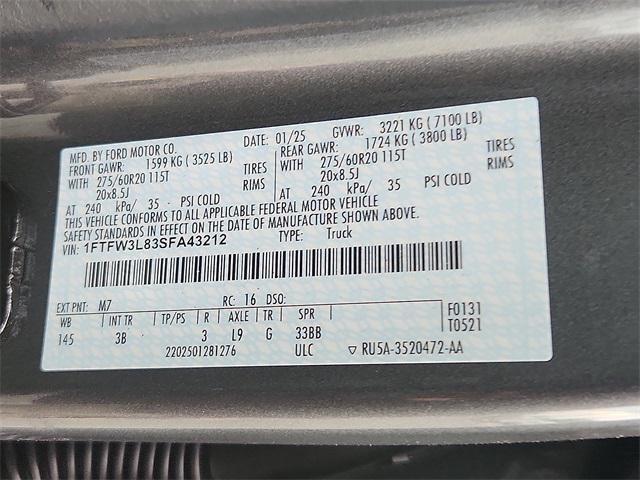 MFD. BY FORD MOTOR CO. DATE: 01/25 GVWR: 3221 KG ( 7100 LB)
FRONT GAWR: 1599 KG ( 3525 LB) REAR GAWR: 1724 KG ( 3800 LB)
WITH 275/60R20 115T TIRES WITH 275/60R20 115T TIRES
20x8.5J RIMS 20x8.5J RIMS
AT 240 kPa/ 35 PSI COLD AT 240 kPa/ 35 PSI COLD
THIS VEHICLE CONFORMS TO ALL APPLICABLE FEDERAL MOTOR VEHICLE
SAFETY STANDARDS IN EFFECT ON THE DATE OF MANUFACTURE SHOWN ABOVE.
VIN: 1FTFW3L83SFA43212 TYPE: Truck
EXT PNT: M7 RC: 16 DSO: F0131
WB INT TR TP/PS R AXLE TR SPR T0521
145 3B 3 L9 G 33BB
2202501281276 ULC RU5A-3520472-AA